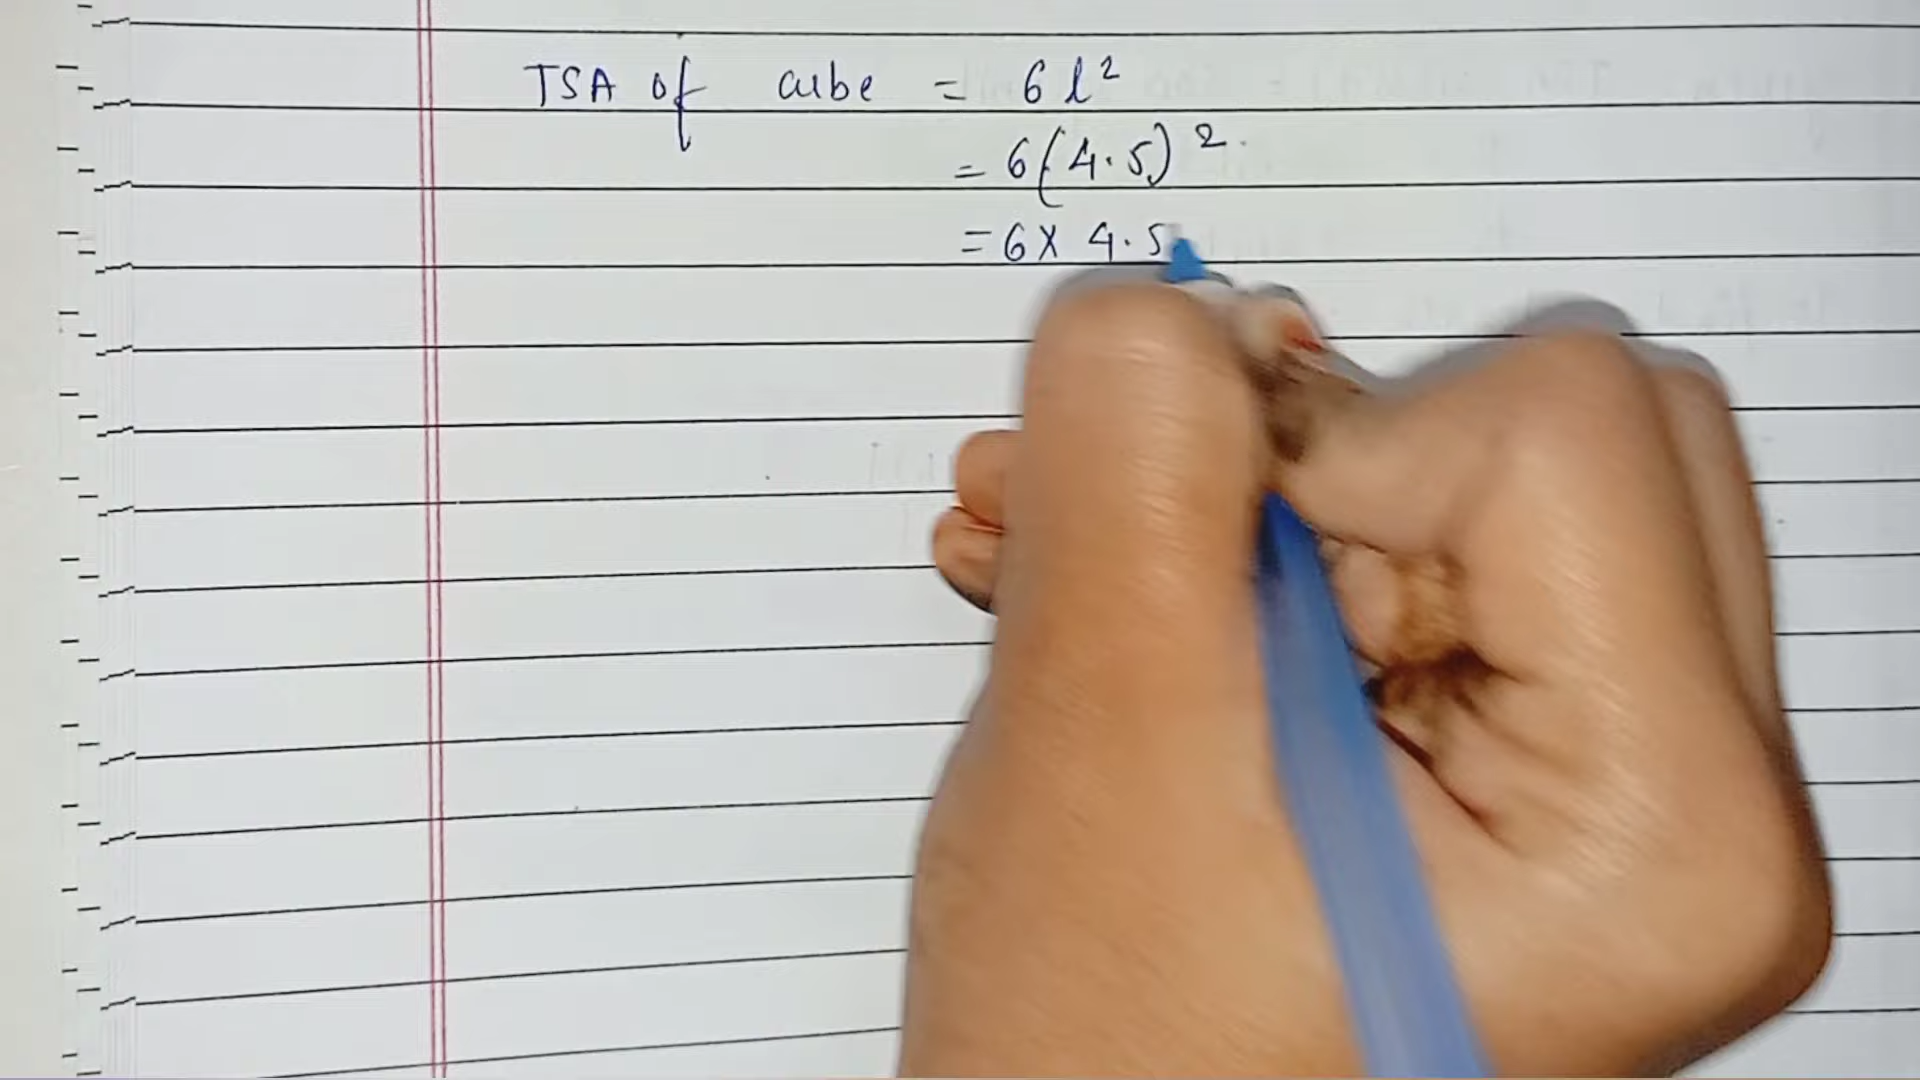 TSA of cube = 6l²
= 6(4.5)²
= 6 x 4.5